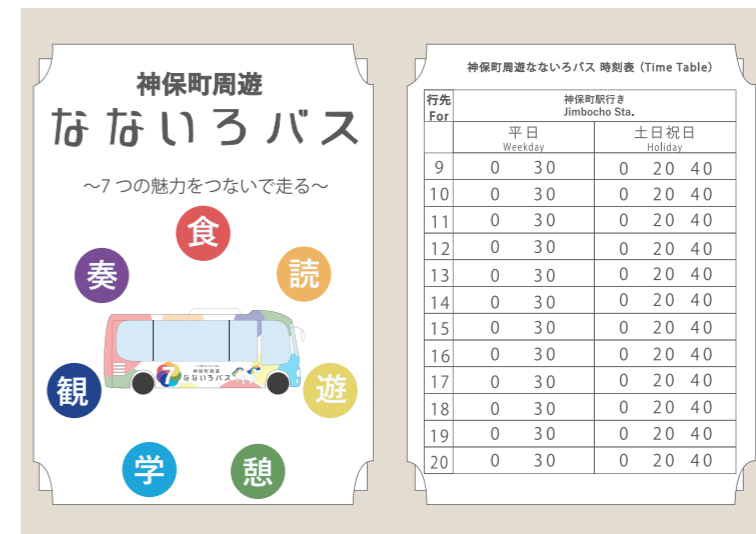 神保町周遊
なないろバス
～7つの魅力をつないで走る～
食
奏
読
観
遊
学
憩
7
神保町周遊
なないろバス
神保町周遊なないろバス 時刻表（Time Table）
行先 神保町駅行き
For Jimbocho Sta.
平日 土日祝日
Weekday Holiday
9 0 30 0 20 40
10 0 30 0 20 40
11 0 30 0 20 40
12 0 30 0 20 40
13 0 30 0 20 40
14 0 30 0 20 40
15 0 30 0 20 40
16 0 30 0 20 40
17 0 30 0 20 40
18 0 30 0 20 40
19 0 30 0 20 40
20 0 30 0 20 40